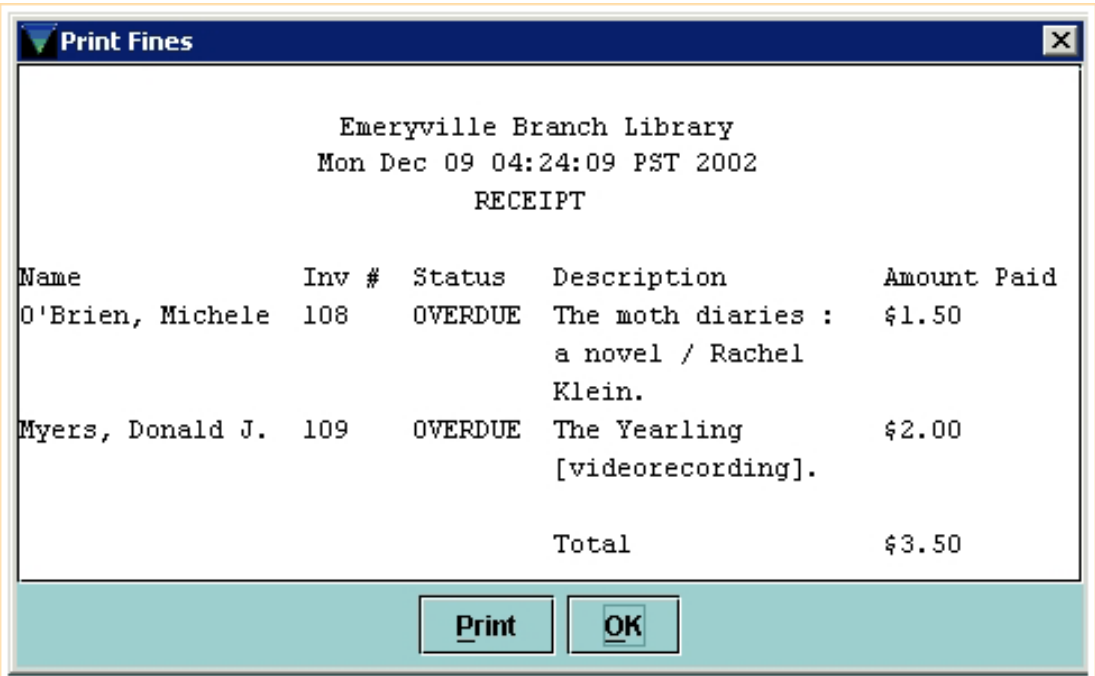 Print Fines
Emeryville Branch Library
Mon Dec 09 04:24:09 PST 2002
RECEIPT
Name Inv # Status Description Amount Paid
O'Brien, Michele 108 OVERDUE The moth diaries : $1.50
a novel / Rachel
Klein.
Myers, Donald J. 109 OVERDUE The Yearling $2.00
[videorecording].
Total $3.50
Print OK